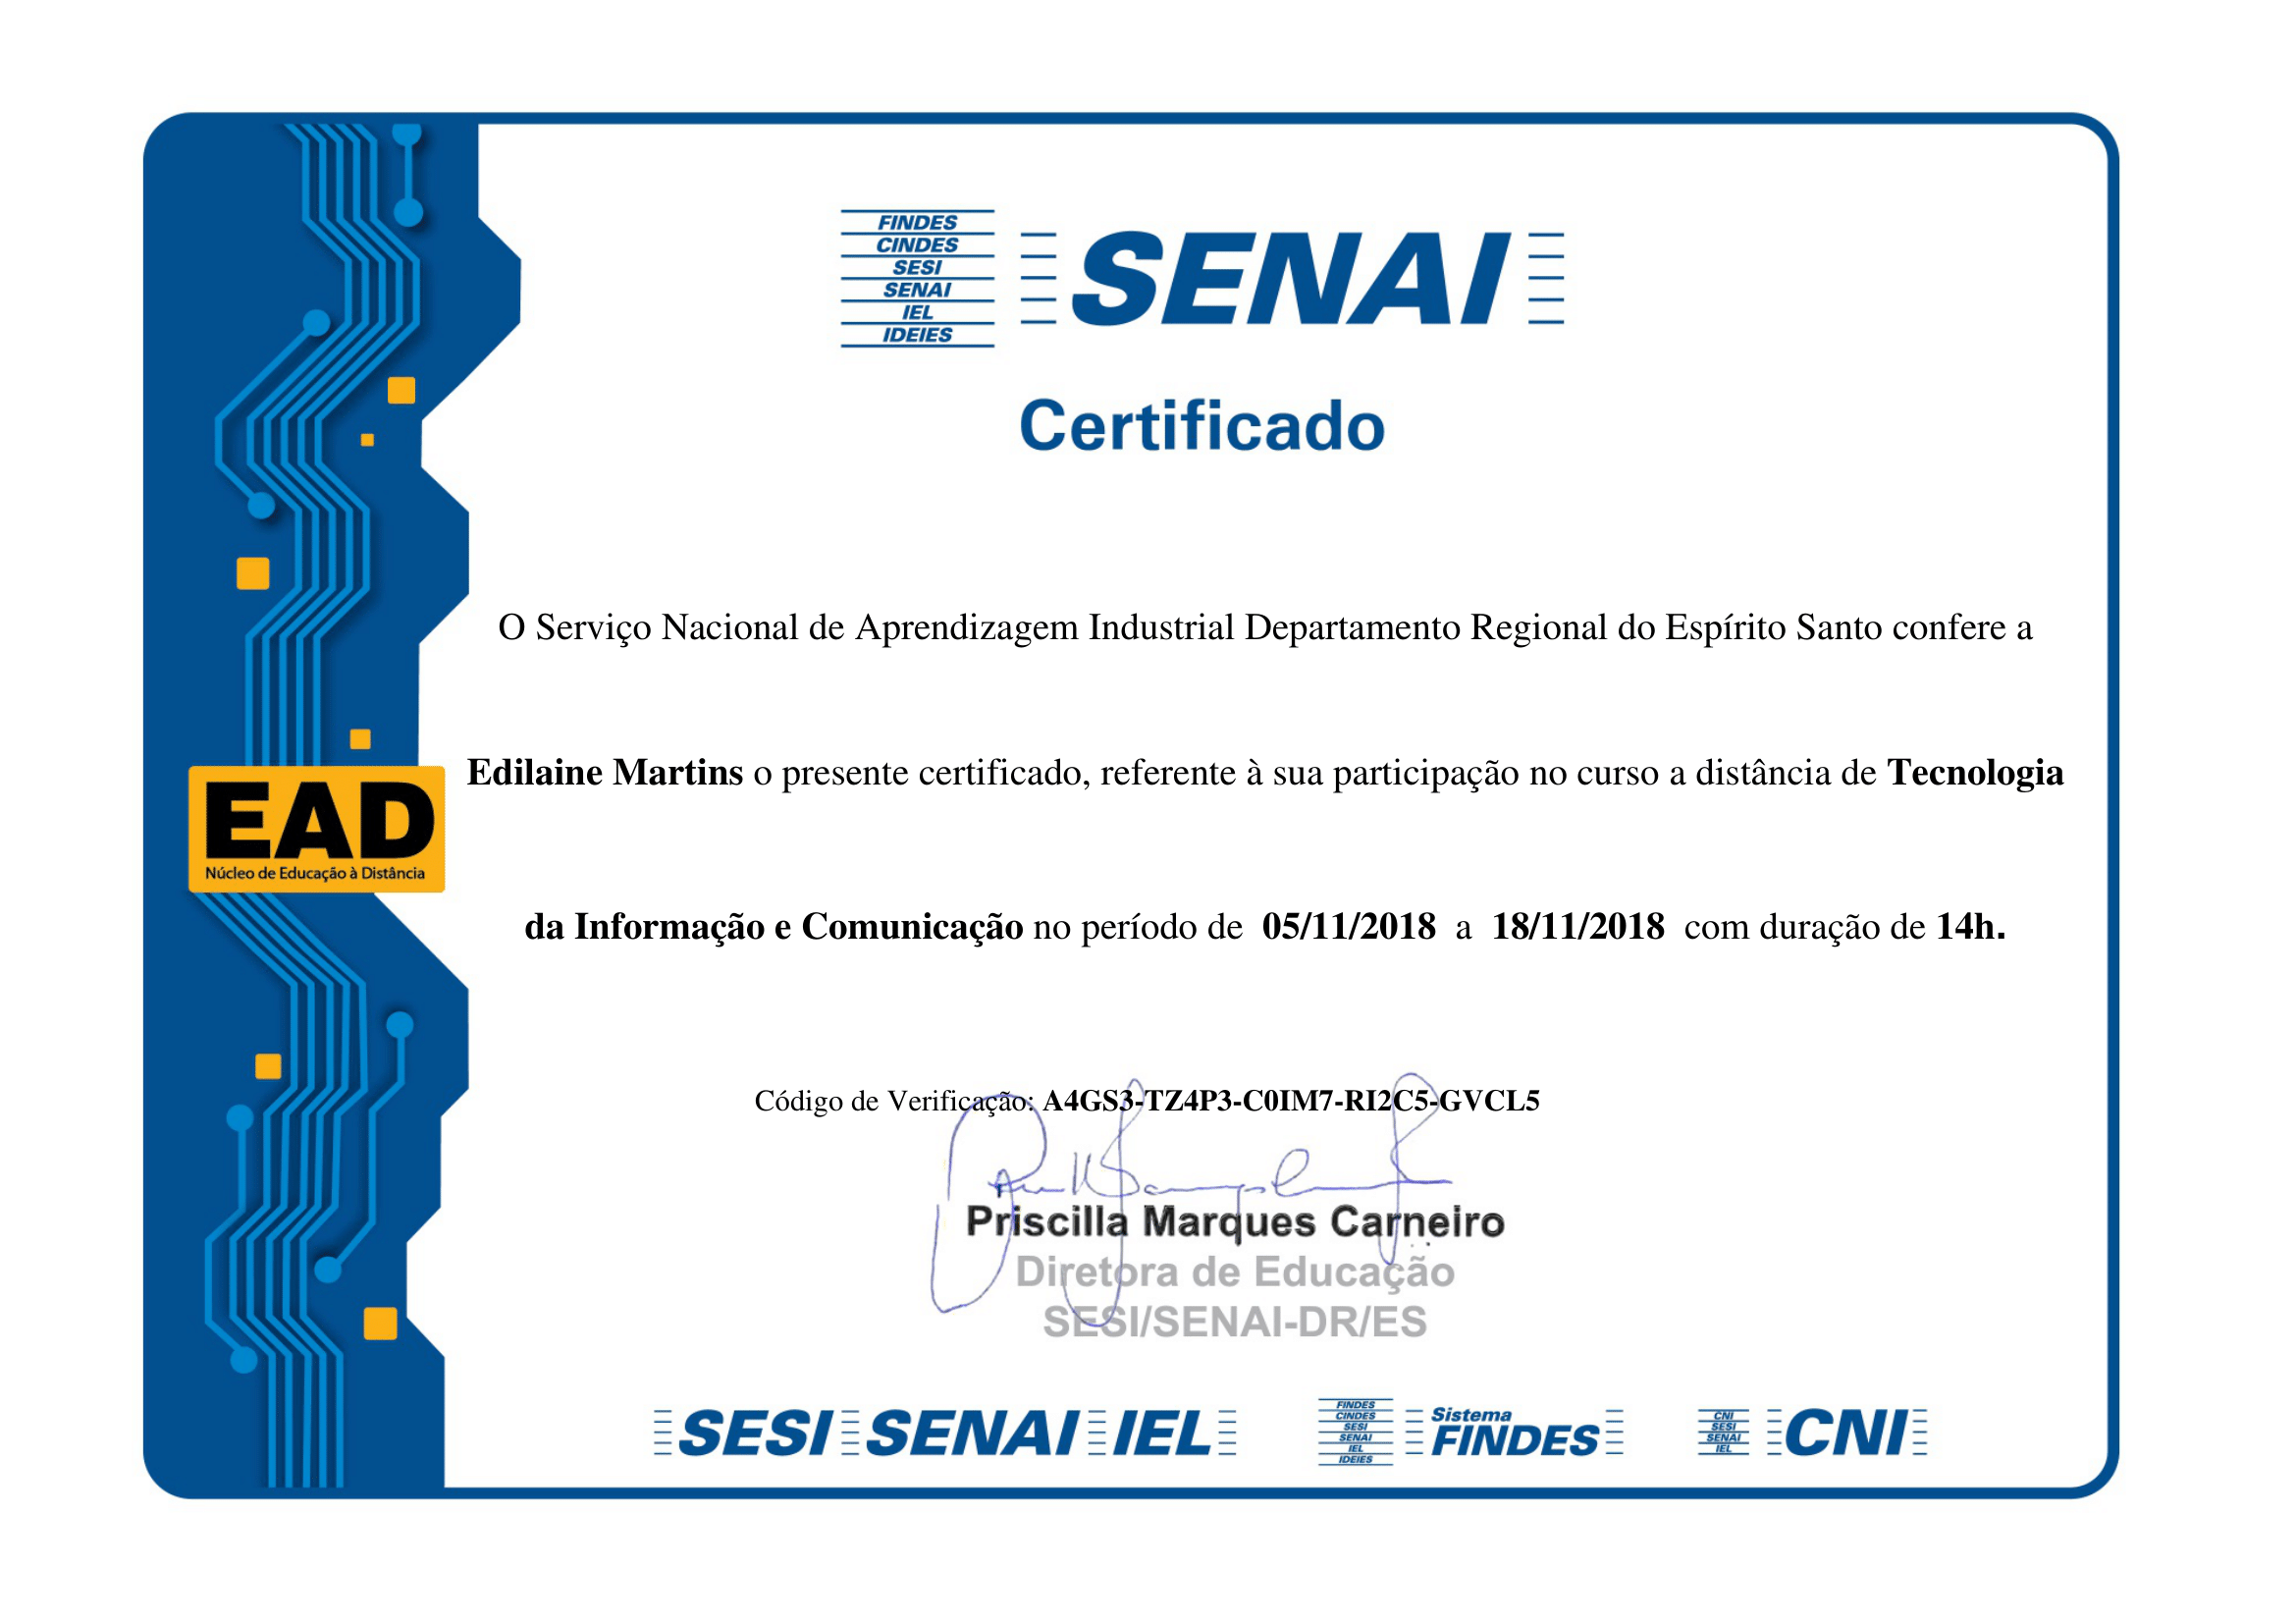 FINDES
CINDES
SESI
SENAI
IEL
IDEIES
SENAI
Certificado
O Serviço Nacional de Aprendizagem Industrial Departamento Regional do Espírito Santo confere a
Edilaine Martins o presente certificado, referente à sua participação no curso a distância de Tecnologia
EAD
Núcleo de Educação à Distância
da Informação e Comunicação no período de 05/11/2018 a 18/11/2018 com duração de 14h.
Código de Verificação: A4GS3-TZ4P3-C0IM7-RI2C5-GVCL5
Priscilla Marques Carneiro
Diretora de Educação
SESI/SENAI-DR/ES
SESI SENAI IEL
FINDES
CINDES
SESI
SENAI
IEL
IDEIES
Sistema
FINDES
CNI
SESI
SENAI
IEL
CNI